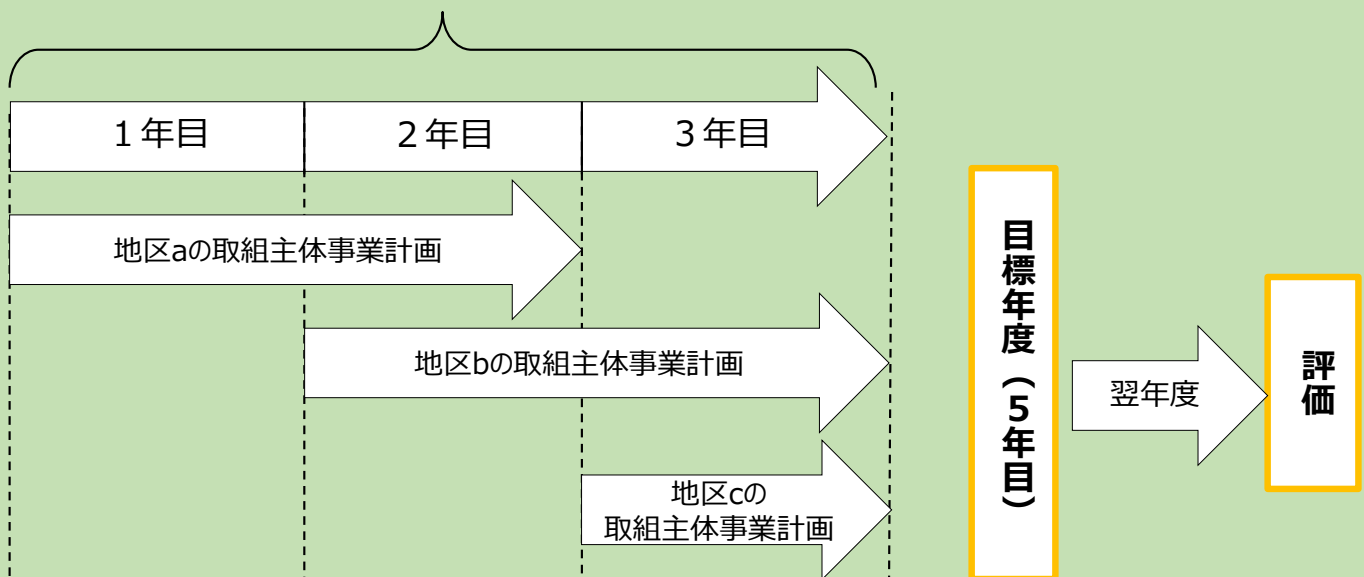 １年目
２年目
３年目
地区aの取組主体事業計画
地区bの取組主体事業計画
地区cの
取組主体事業計画
目標年度（５年目）
翌年度
評価